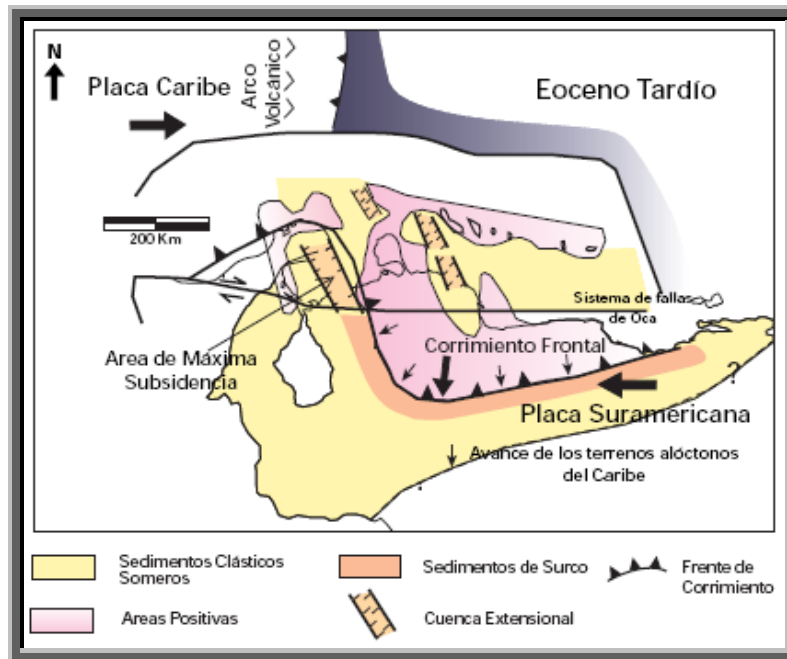 N
Placa Caribe
Arco
Volcánico
Eoceno Tardío
200 Km
Sistema de fallas
de Oca
Area de Máxima
Subsidencia
Corrimiento Frontal
Placa Suramericana
?
Avance de los terrenos alóctonos
del Caribe
?
Sedimentos Clásticos
Someros
Sedimentos de Surco
Frente de
Corrimiento
Areas Positivas
Cuenca Extensional